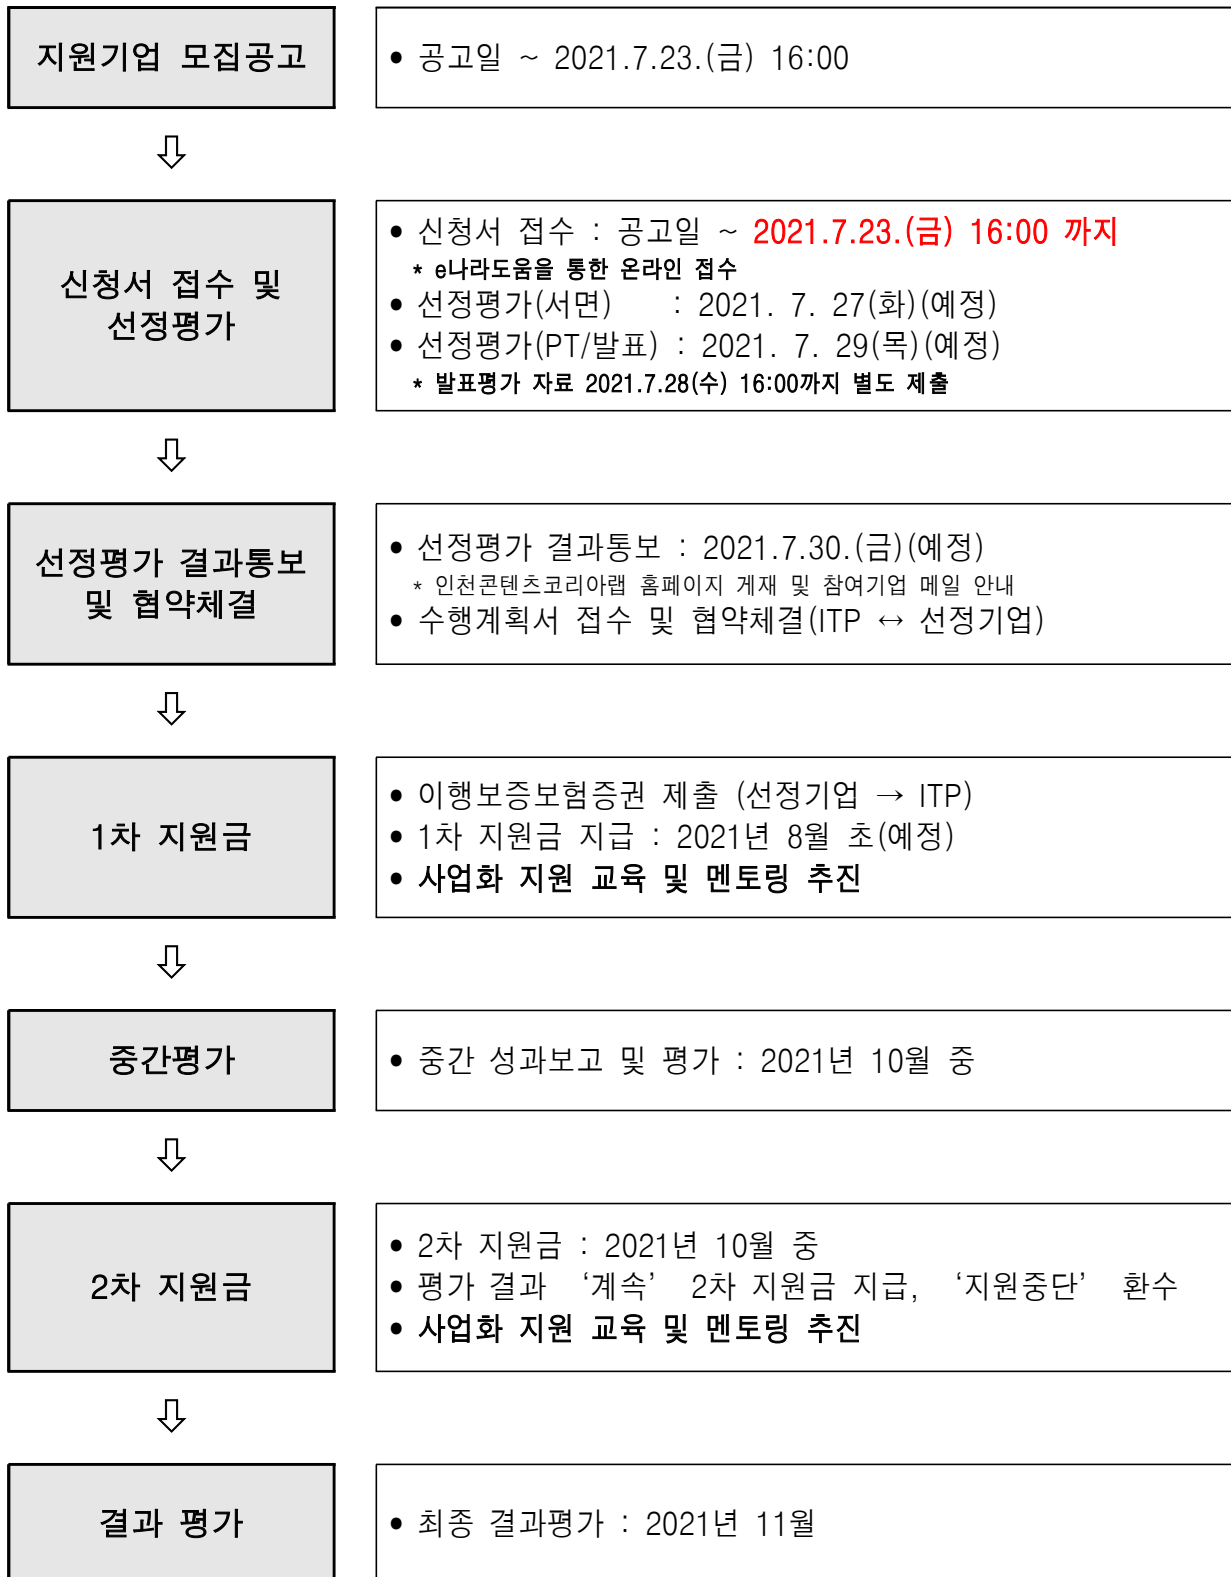 지원기업 모집공고
• 공고일 ~ 2021.7.23.(금) 16:00
⇩
신청서 접수 및
선정평가
• 신청서 접수 : 공고일 ~ 2021.7.23.(금) 16:00 까지
* e나라도움을 통한 온라인 접수
• 선정평가(서면) : 2021. 7. 27(화)(예정)
• 선정평가(PT/발표) : 2021. 7. 29(목)(예정)
* 발표평가 자료 2021.7.28(수) 16:00까지 별도 제출
⇩
선정평가 결과통보
및 협약체결
• 선정평가 결과통보 : 2021.7.30.(금)(예정)
* 인천콘텐츠코리아랩 홈페이지 게재 및 참여기업 메일 안내
• 수행계획서 접수 및 협약체결(ITP ↔ 선정기업)
⇩
1차 지원금
• 이행보증보험증권 제출 (선정기업 → ITP)
• 1차 지원금 지급 : 2021년 8월 초(예정)
• 사업화 지원 교육 및 멘토링 추진
⇩
중간평가
• 중간 성과보고 및 평가 : 2021년 10월 중
⇩
2차 지원금
• 2차 지원금 : 2021년 10월 중
• 평가 결과 ‘계속’ 2차 지원금 지급, ‘지원중단’ 환수
• 사업화 지원 교육 및 멘토링 추진
⇩
결과 평가
• 최종 결과평가 : 2021년 11월